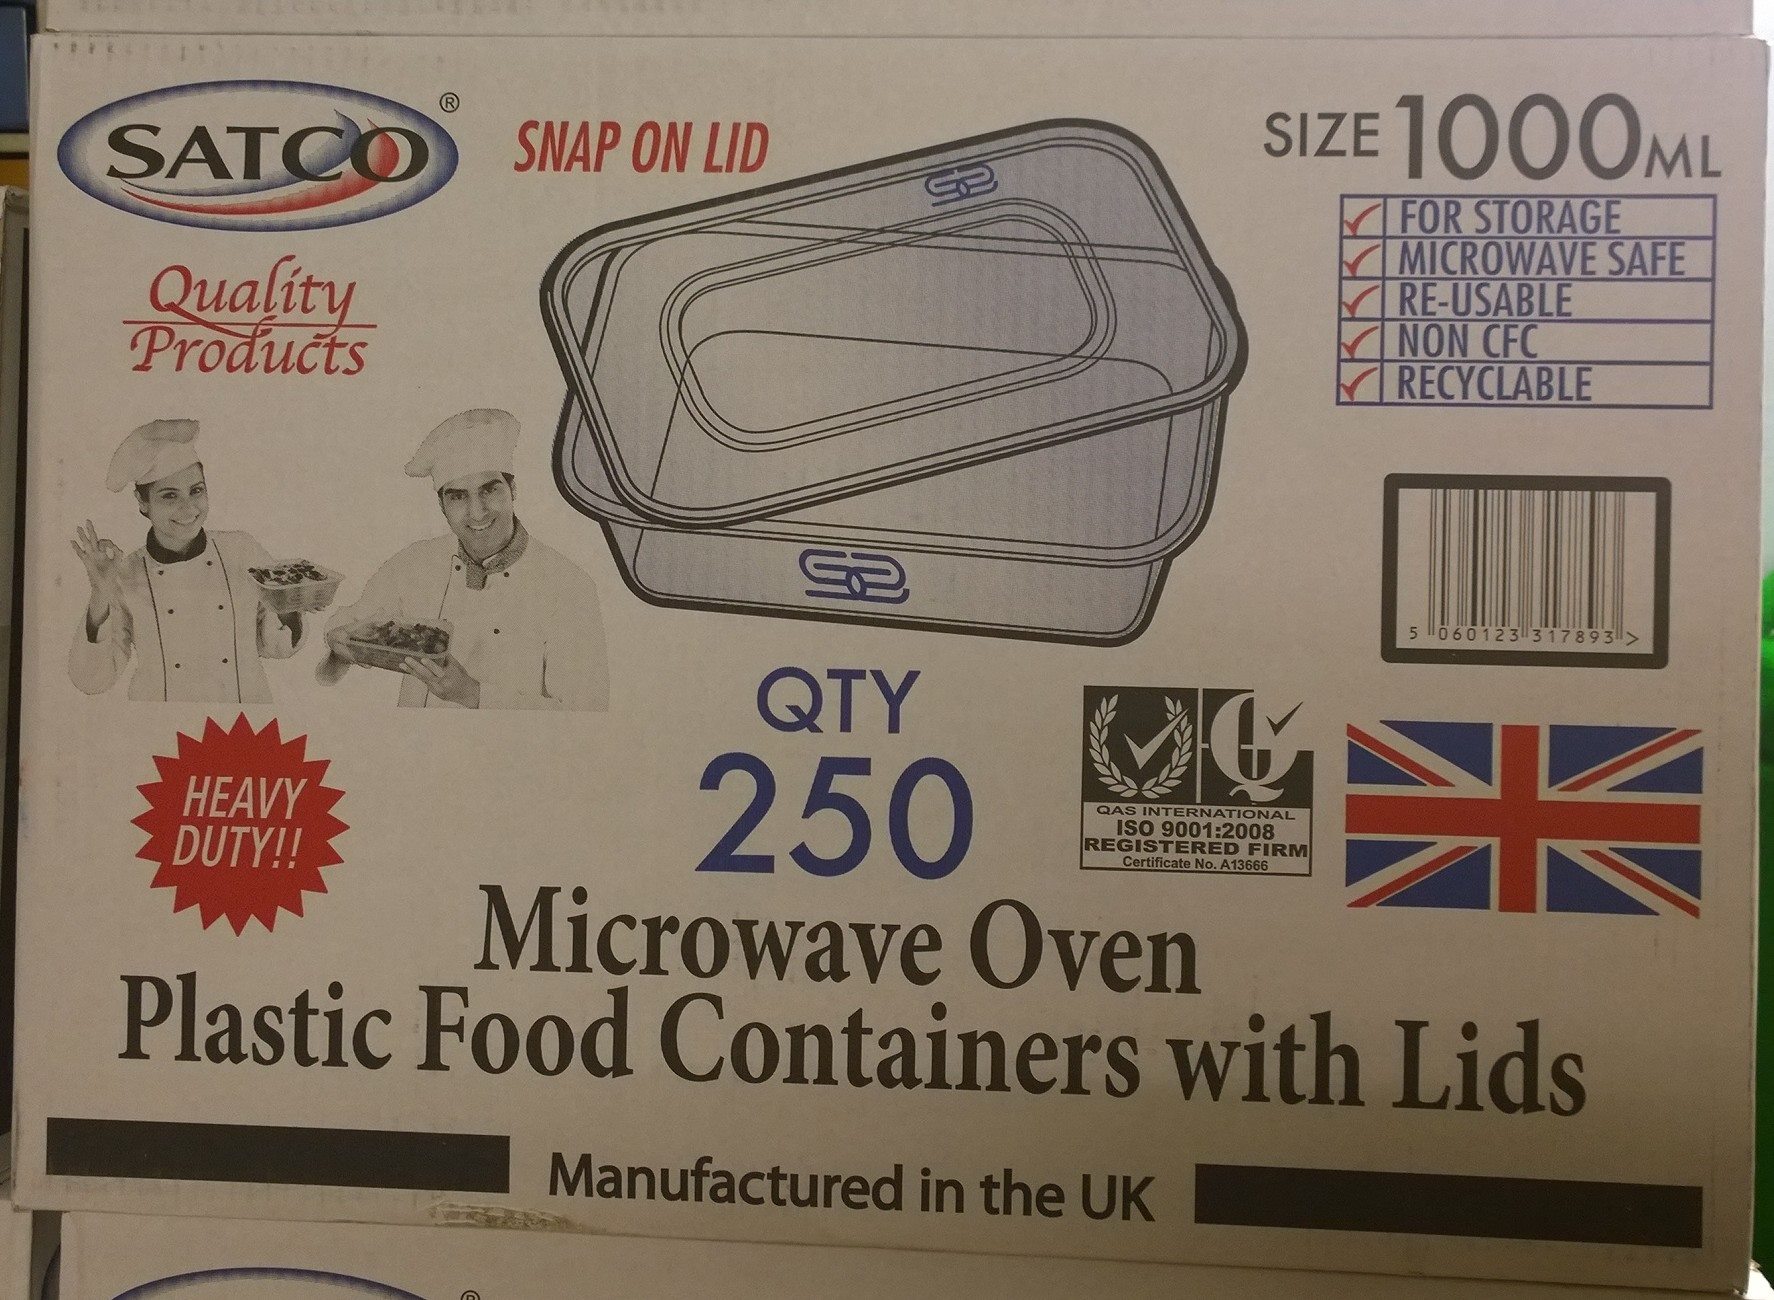 SATCO
®
SNAP ON LID
SIZE 1000 ML
FOR STORAGE
MICROWAVE SAFE
RE-USABLE
NON CFC
RECYCLABLE
Quality
Products
5 060123 317893 >
QTY
250
HEAVY
DUTY!!
QAS INTERNATIONAL
ISO 9001:2008
REGISTERED FIRM
Certificate No. A13666
Microwave Oven
Plastic Food Containers with Lids
Manufactured in the UK
®